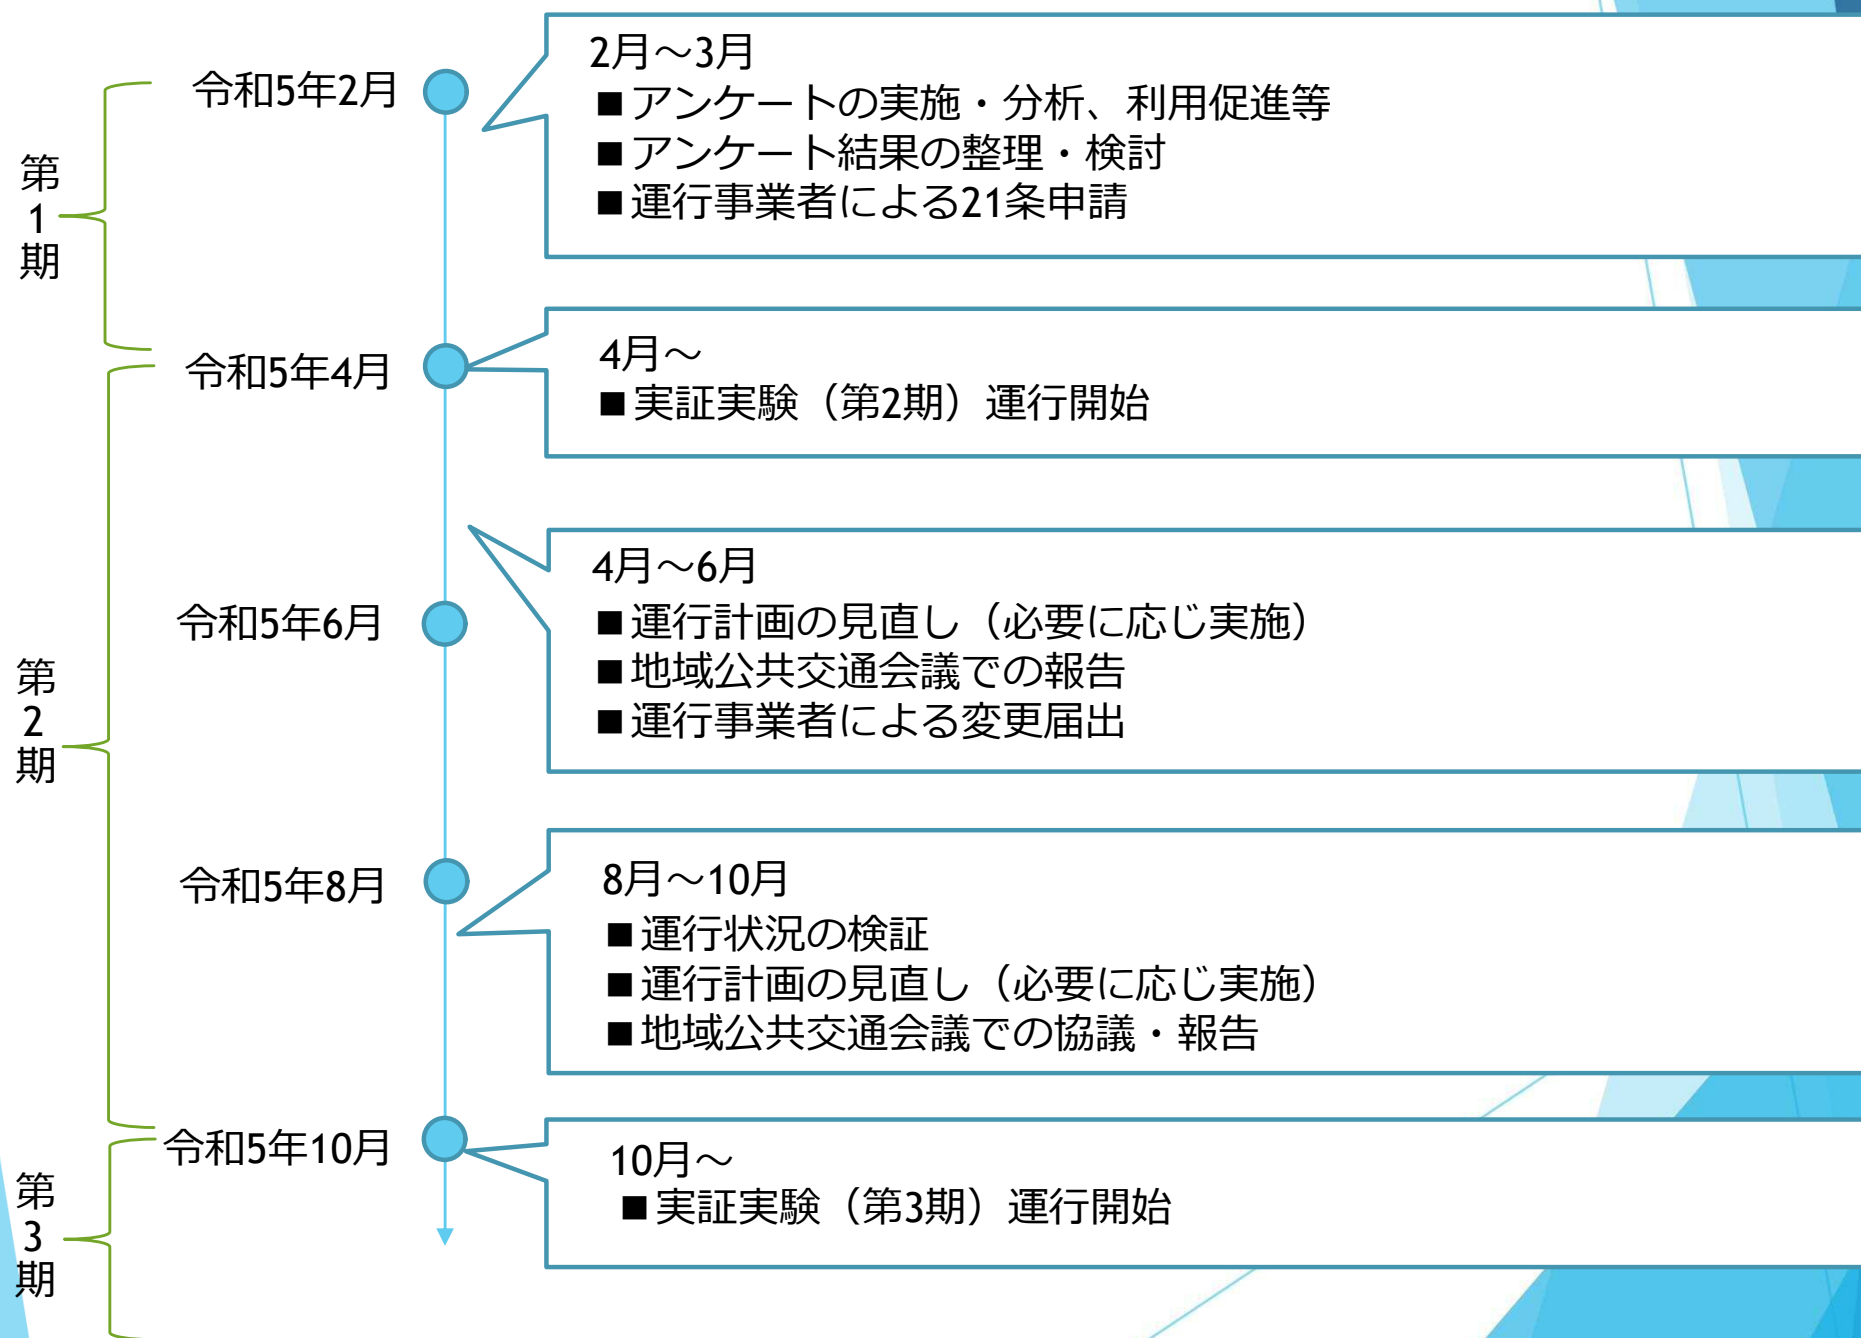 第1期
令和5年2月
2月～3月
■アンケートの実施・分析、利用促進等
■アンケート結果の整理・検討
■運行事業者による21条申請
第2期
令和5年4月
4月～
■実証実験（第2期）運行開始
令和5年6月
4月～6月
■運行計画の見直し（必要に応じ実施）
■地域公共交通会議での報告
■運行事業者による変更届出
令和5年8月
8月～10月
■運行状況の検証
■運行計画の見直し（必要に応じ実施）
■地域公共交通会議での協議・報告
第3期
令和5年10月
10月～
■実証実験（第3期）運行開始